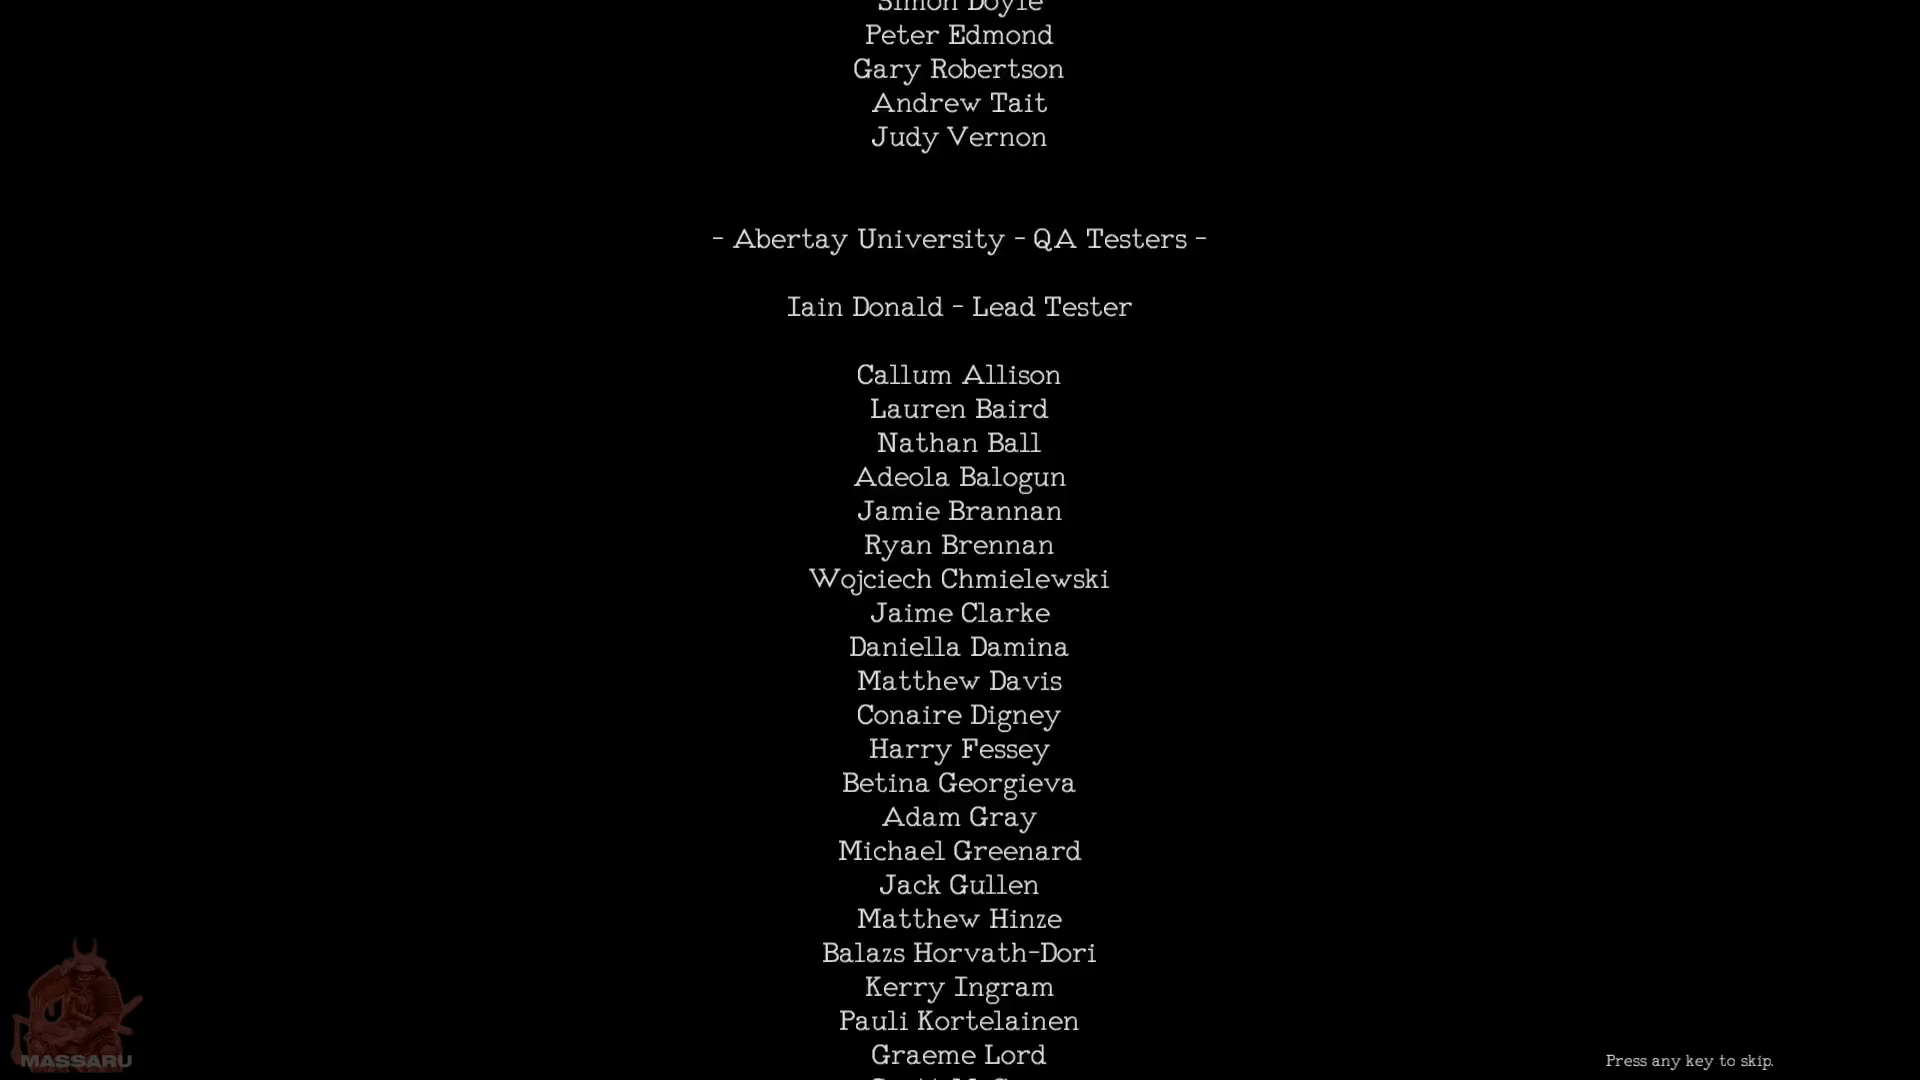 Simon Doyle
Peter Edmond
Gary Robertson
Andrew Tait
Judy Vernon
- Abertay University - QA Testers -
Iain Donald - Lead Tester
Callum Allison
Lauren Baird
Nathan Ball
Adeola Balogun
Jamie Brannan
Ryan Brennan
Wojciech Chmielewski
Jaime Clarke
Daniella Damina
Matthew Davis
Conaire Digney
Harry Fessey
Betina Georgieva
Adam Gray
Michael Greenard
Jack Gullen
Matthew Hinze
Balazs Horvath-Dori
Kerry Ingram
Pauli Kortelainen
Graeme Lord
MASSARU
Press any key to skip.